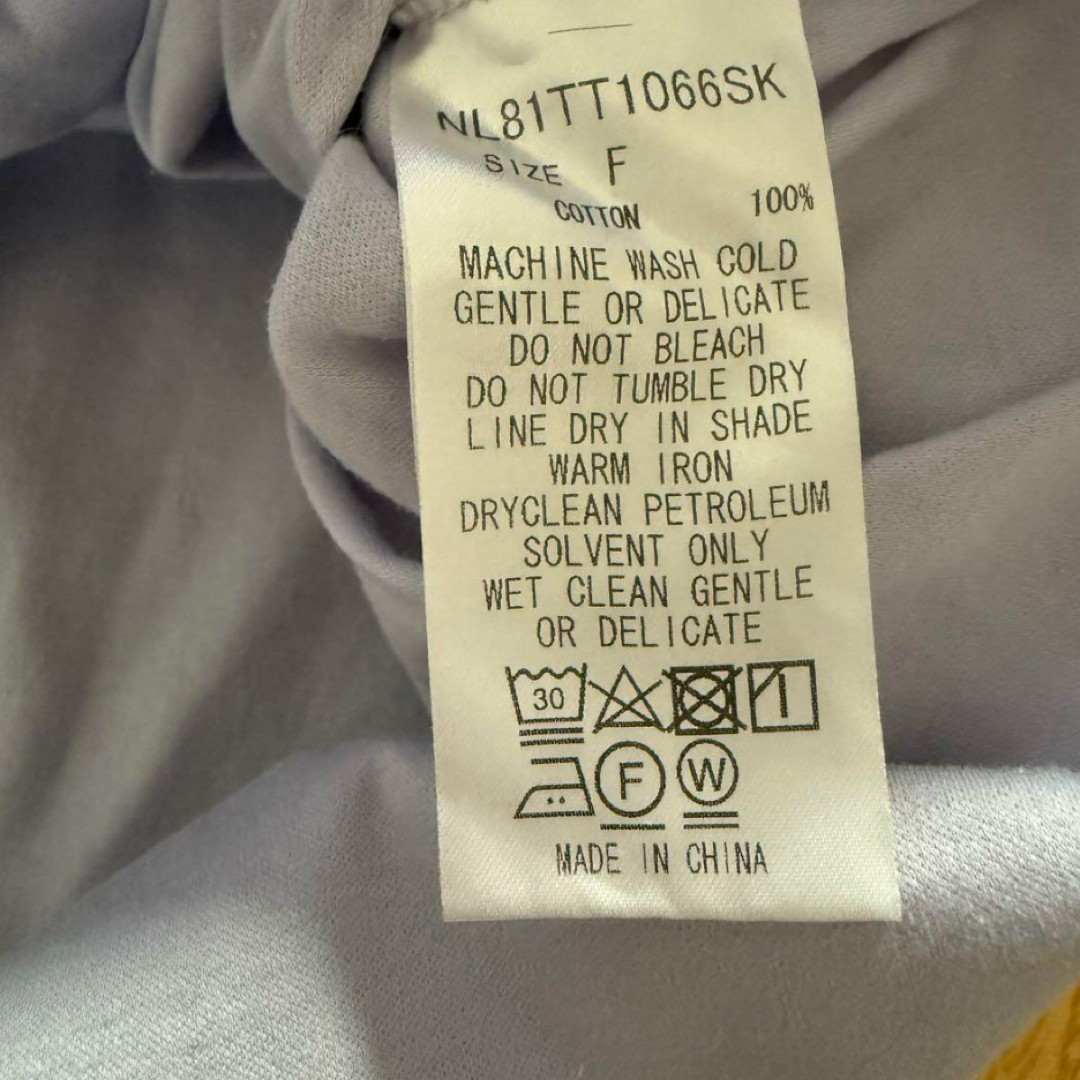 NL81TT1066SK
SIZE F
COTTON 100%
MACHINE WASH COLD
GENTLE OR DELICATE
DO NOT BLEACH
DO NOT TUMBLE DRY
LINE DRY IN SHADE
WARM IRON
DRYCLEAN PETROLEUM
SOLVENT ONLY
WET CLEAN GENTLE
OR DELICATE
30
F W
MADE IN CHINA